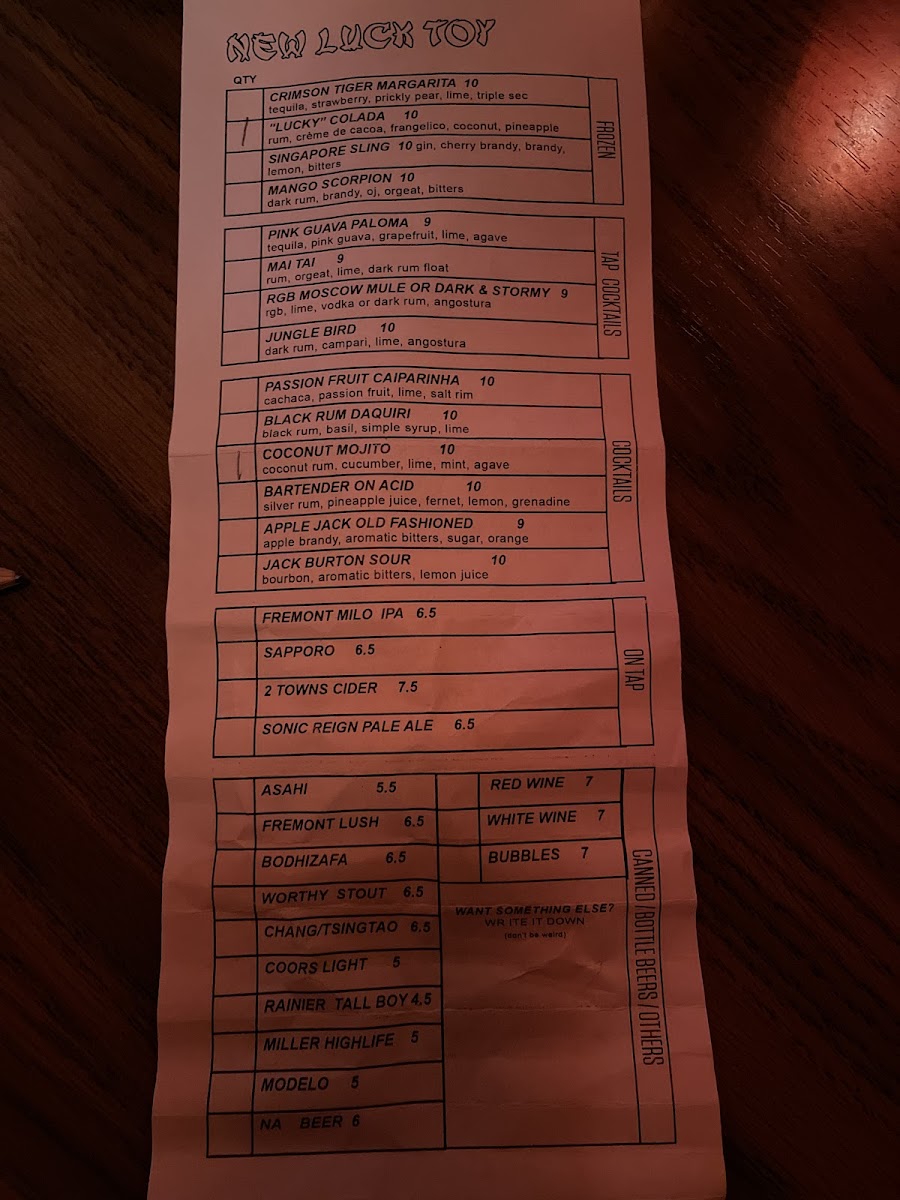 NEW LUCK TOY
QTY
FROZEN
CRIMSON TIGER MARGARITA 10
tequila, strawberry, prickly pear, lime, triple sec
1
"LUCKY" COLADA 10
rum, crème de cacoa, frangelico, coconut, pineapple
SINGAPORE SLING 10 gin, cherry brandy, brandy,
lemon, bitters
MANGO SCORPION 10
dark rum, brandy, oj, orgeat, bitters
TAP COCKTAILS
PINK GUAVA PALOMA 9
tequila, pink guava, grapefruit, lime, agave
MAI TAI 9
rum, orgeat, lime, dark rum float
RGB MOSCOW MULE OR DARK & STORMY 9
rgb, lime, vodka or dark rum, angostura
JUNGLE BIRD 10
dark rum, campari, lime, angostura
COCKTAILS
PASSION FRUIT CAIPARINHA 10
cachaca, passion fruit, lime, salt rim
BLACK RUM DAQUIRI 10
black rum, basil, simple syrup, lime
1
COCONUT MOJITO 10
coconut rum, cucumber, lime, mint, agave
BARTENDER ON ACID 10
silver rum, pineapple juice, fernet, lemon, grenadine
APPLE JACK OLD FASHIONED 9
apple brandy, aromatic bitters, sugar, orange
JACK BURTON SOUR 10
bourbon, aromatic bitters, lemon juice
ON TAP
FREMONT MILO IPA 6.5
SAPPORO 6.5
2 TOWNS CIDER 7.5
SONIC REIGN PALE ALE 6.5
CANNED / BOTTLE BEERS / OTHERS
ASAHI 5.5
FREMONT LUSH 6.5
BODHIZAFA 6.5
WORTHY STOUT 6.5
CHANG/TSINGTAO 6.5
COORS LIGHT 5
RAINIER TALL BOY 4.5
MILLER HIGHLIFE 5
MODELO 5
NA BEER 6
RED WINE 7
WHITE WINE 7
BUBBLES 7
WANT SOMETHING ELSE?
WR ITE IT DOWN
(don't be weird)